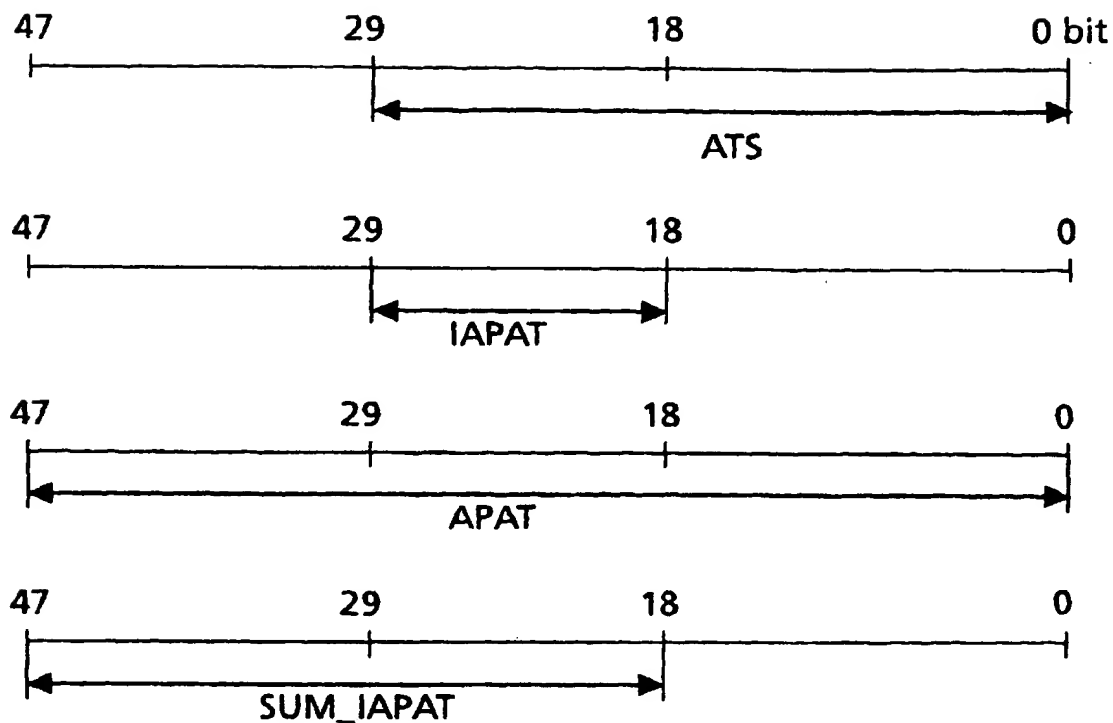 47 29 18 0 bit
ATS
47 29 18 0
IAPAT
47 29 18 0
APAT
47 29 18 0
SUM_IAPAT